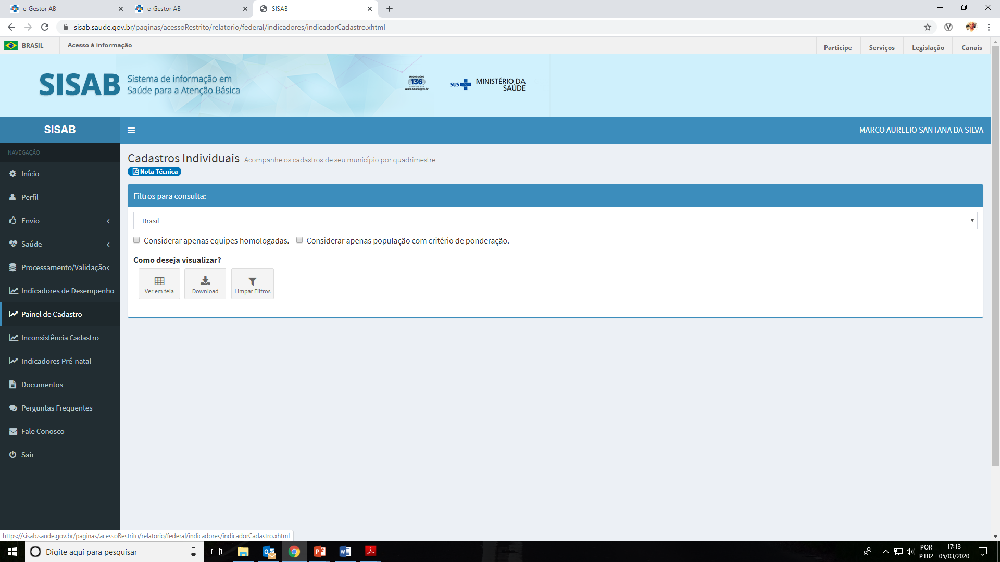 e-Gestor AB
e-Gestor AB
SISAB
sisab.saude.gov.br/paginas/acessoRestrito/relatorio/federal/indicadores/indicadorCadastro.xhtml
BRASIL
Acesso à informação
Participe
Serviços
Legislação
Canais
SISAB
Sistema de informação em
Saúde para a Atenção Básica
DISQUE SAÚDE
136
www.saude.gov.br
SUS
MINISTÉRIO DA
SAÚDE
SISAB
MARCO AURELIO SANTANA DA SILVA
NAVEGAÇÃO
Início
Perfil
Envio
Saúde
Processamento/Validação
Indicadores de Desempenho
Painel de Cadastro
Inconsistência Cadastro
Indicadores Pré-natal
Documentos
Perguntas Frequentes
Fale Conosco
Sair
Cadastros Individuais Acompanhe os cadastros de seu município por quadrimestre
Nota Técnica
Filtros para consulta:
Brasil
Considerar apenas equipes homologadas. Considerar apenas população com critério de ponderação.
Como deseja visualizar?
Ver em tela
Download
Limpar Filtros
https://sisab.saude.gov.br/paginas/acessoRestrito/relatorio/federal/indicadores/indicadorCadastro.xhtml
Digite aqui para pesquisar
POR
PTB2
17:13
05/03/2020